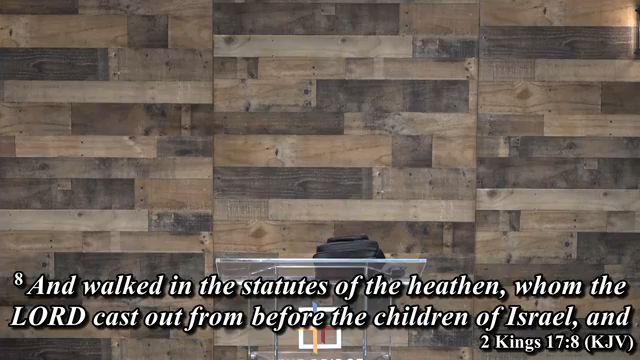 8 And walked in the statutes of the heathen, whom the
LORD cast out from before the children of Israel, and
2 Kings 17:8 (KJV)